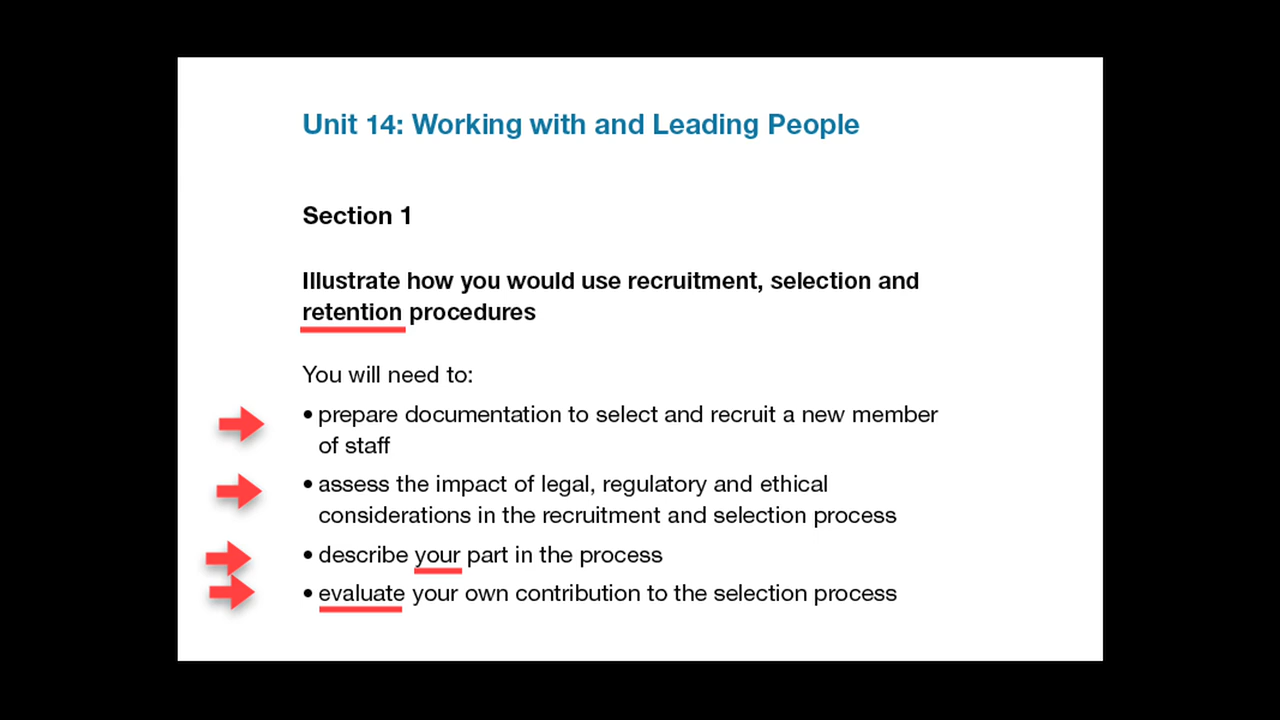 Unit 14: Working with and Leading People
Section 1
Illustrate how you would use recruitment, selection and
retention procedures
You will need to:
• prepare documentation to select and recruit a new member
of staff
• assess the impact of legal, regulatory and ethical
considerations in the recruitment and selection process
• describe your part in the process
• evaluate your own contribution to the selection process